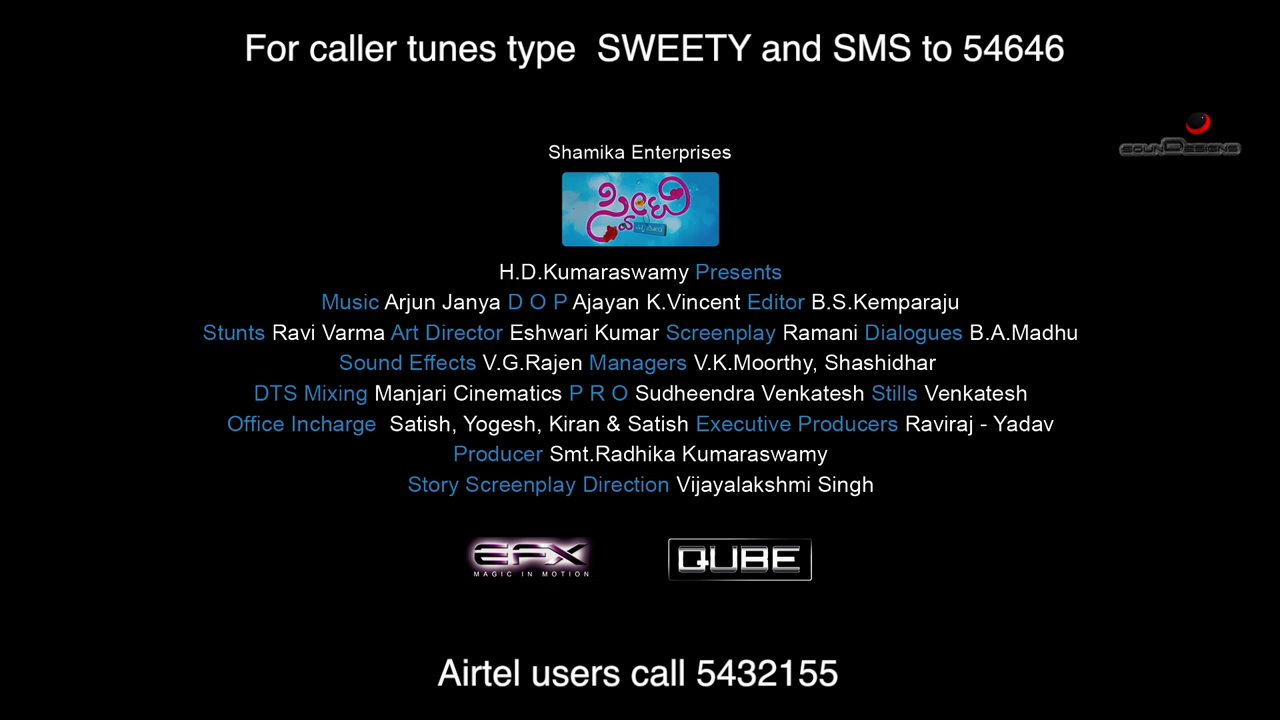 For caller tunes type  SWEETY and SMS to 54646
SOUNDESIGNS
Shamika Enterprises
ಸ್ವೀಟಿ
H.D.Kumaraswamy Presents
Music Arjun Janya D O P Ajayan K.Vincent Editor B.S.Kemparaju
Stunts Ravi Varma Art Director Eshwari Kumar Screenplay Ramani Dialogues B.A.Madhu
Sound Effects V.G.Rajen Managers V.K.Moorthy, Shashidhar
DTS Mixing Manjari Cinematics P R O Sudheendra Venkatesh Stills Venkatesh
Office Incharge  Satish, Yogesh, Kiran & Satish Executive Producers Raviraj - Yadav
Producer Smt.Radhika Kumaraswamy
Story Screenplay Direction Vijayalakshmi Singh
EFX
MAGIC IN MOTION
QUBE
Airtel users call 5432155